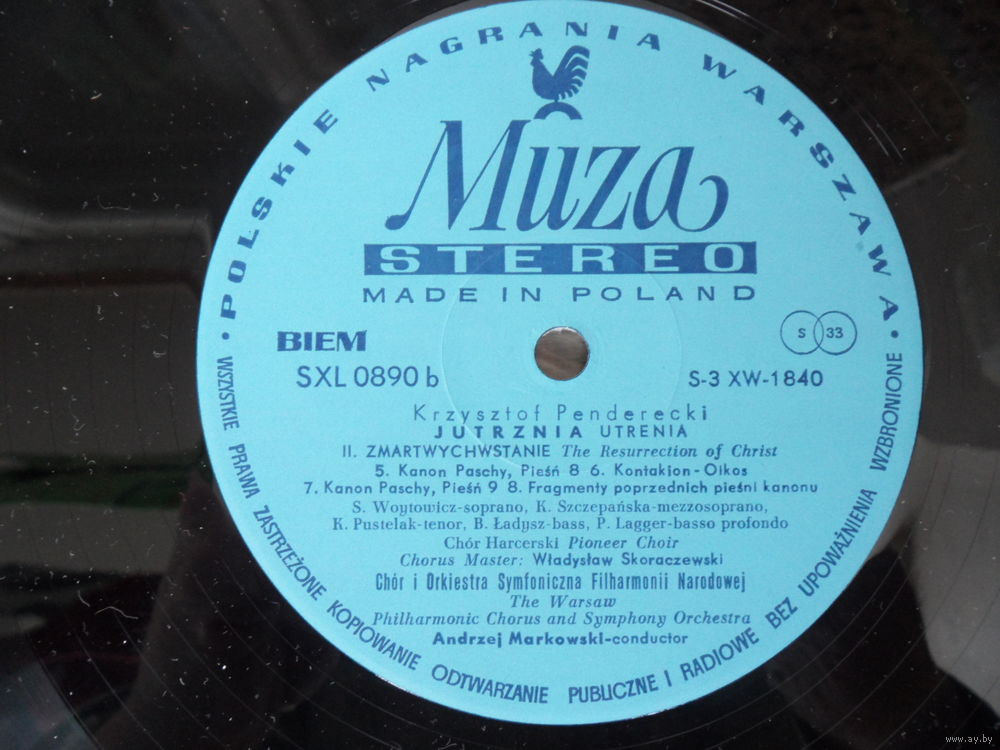 · POLSKIE NAGRANIA WARSZAWA ·
Muza
STEREO
MADE IN POLAND
BIEM
S 33
SXL 0890 b
S-3 XW-1840
Krzysztof Penderecki
JUTRZNIA UTRENIA
II. ZMARTWYCHWSTANIE The Resurrection of Christ
5. Kanon Paschy, Pieśń 8 6. Kontakion-Oikos
7. Kanon Paschy, Pieśń 9 8. Fragmenty poprzednich pieśni kanonu
S. Woytowicz-soprano, K. Szczepańska-mezzosoprano,
K. Pustelak-tenor, B. Ładysz-bass, P. Lagger-basso profondo
Chór Harcerski Pioneer Choir
Chorus Master: Władysław Skoraczewski
Chór i Orkiestra Symfoniczna Filharmonii Narodowej
The Warsaw
Philharmonic Chorus and Symphony Orchestra
Andrzej Markowski-conductor
WSZYSTKIE PRAWA ZASTRZEŻONE KOPIOWANIE ODTWARZANIE PUBLICZNE I RADIOWE BEZ UPOWAŻNIENIA WZBRONIONE
www.ay.by